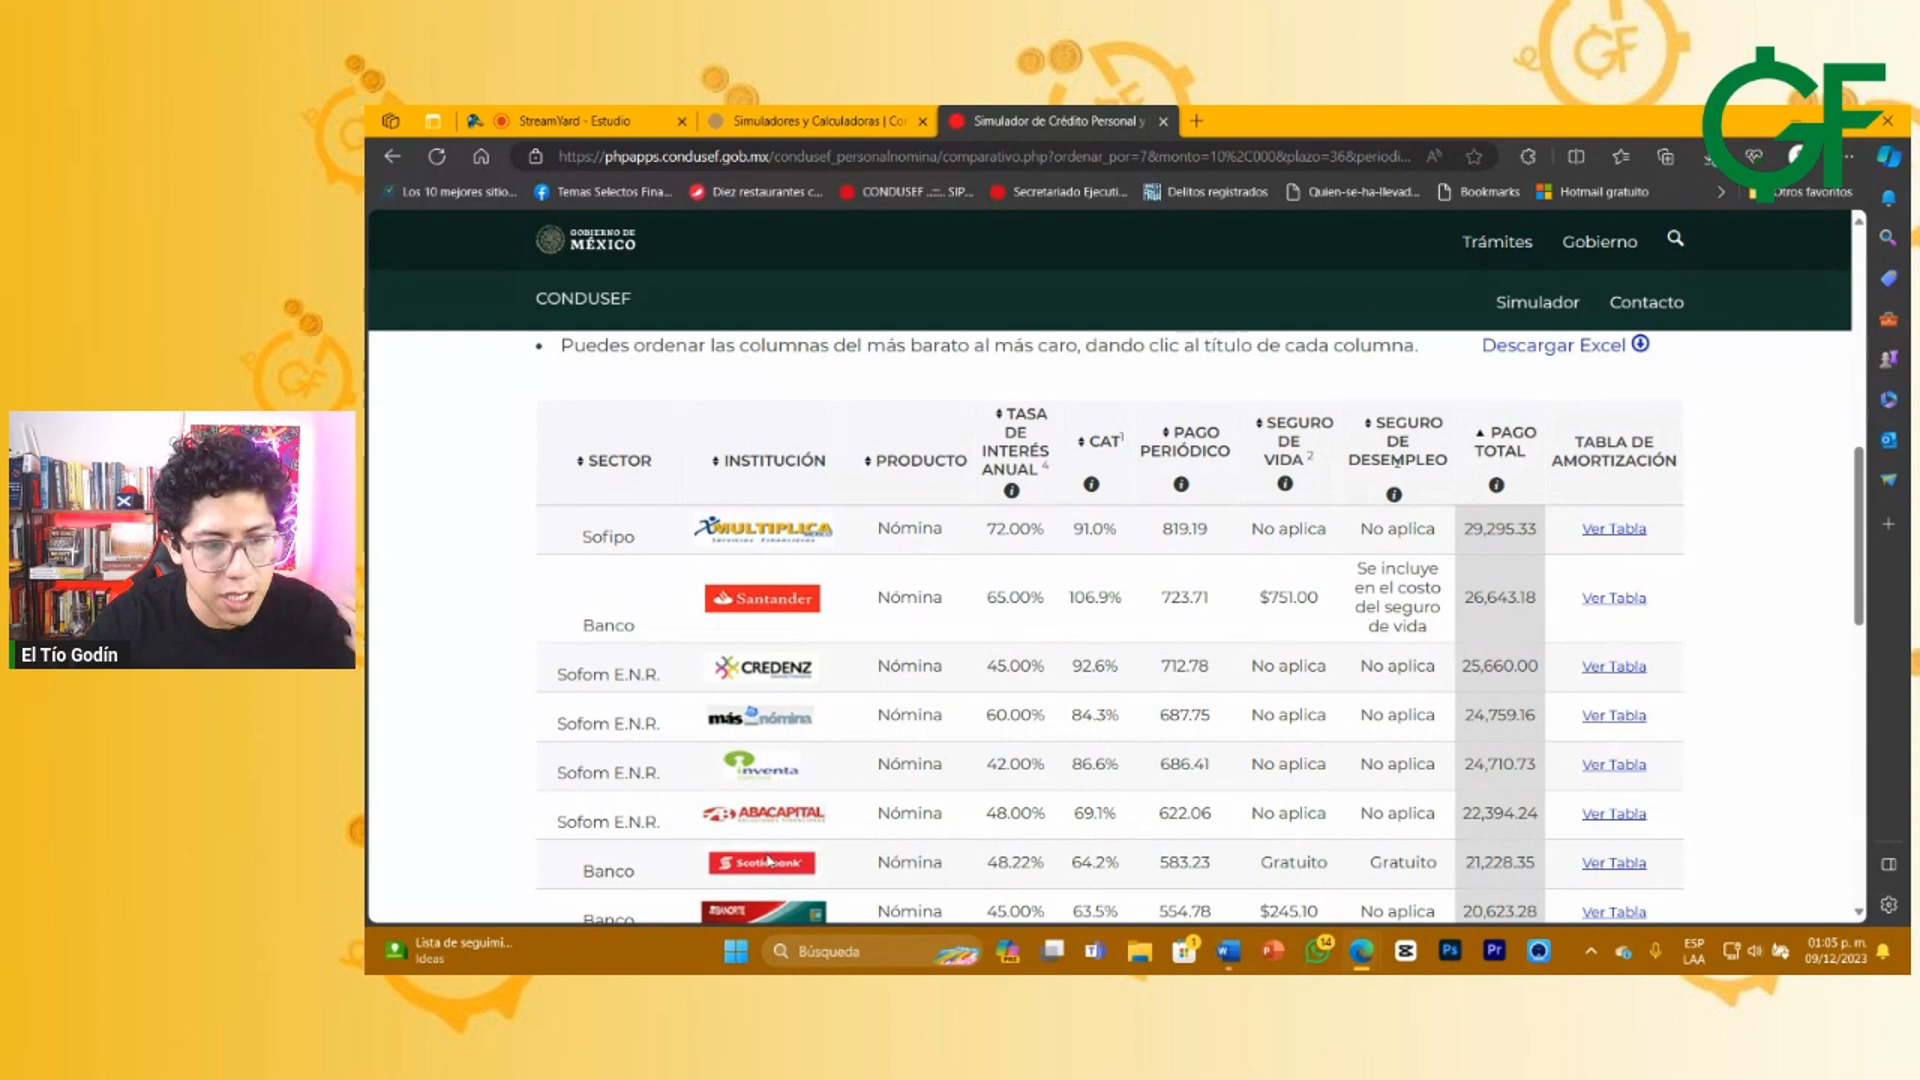 GF
StreamYard - Estudio
Simuladores y Calculadoras | Co
Simulador de Crédito Personal y
https://phpapps.condusef.gob.mx/condusef_personalnomina/comparativo.php?ordenar_por=7&monto=10%2C000&plazo=36&periodi...
Los 10 mejores sitio...
Temas Selectos Fina...
Diez restaurantes c...
CONDUSEF ..:::.. SIP...
Secretariado Ejecuti...
Delitos registrados
Quien-se-ha-llevad...
Bookmarks
Hotmail gratuito
Otros favoritos
GOBIERNO DE
MÉXICO
Trámites Gobierno
CONDUSEF
Simulador Contacto
• Puedes ordenar las columnas del más barato al más caro, dando clic al título de cada columna.
Descargar Excel
SECTOR INSTITUCIÓN PRODUCTO TASA DE INTERÉS ANUAL 4 CAT1 PAGO PERIÓDICO SEGURO DE VIDA 2 SEGURO DE DESEMPLEO PAGO TOTAL TABLA DE AMORTIZACIÓN
Sofipo MULTIPLICA MÉXICO Servicios Financieros Nómina 72.00% 91.0% 819.19 No aplica No aplica 29,295.33 Ver Tabla
Banco Santander Nómina 65.00% 106.9% 723.71 $751.00 Se incluye en el costo del seguro de vida 26,643.18 Ver Tabla
Sofom E.N.R. CREDENZ Nómina 45.00% 92.6% 712.78 No aplica No aplica 25,660.00 Ver Tabla
Sofom E.N.R. más nómina Nómina 60.00% 84.3% 687.75 No aplica No aplica 24,759.16 Ver Tabla
Sofom E.N.R. inventa Nómina 42.00% 86.6% 686.41 No aplica No aplica 24,710.73 Ver Tabla
Sofom E.N.R. ABACAPITAL Nómina 48.00% 69.1% 622.06 No aplica No aplica 22,394.24 Ver Tabla
Banco Scotiabank Nómina 48.22% 64.2% 583.23 Gratuito Gratuito 21,228.35 Ver Tabla
Banco BANORTE Nómina 45.00% 63.5% 554.78 $245.10 No aplica 20,623.28 Ver Tabla
El Tío Godín
Lista de seguimi...
Ideas
Búsqueda
14
1
ESP
LAA
01:05 p. m.
09/12/2023